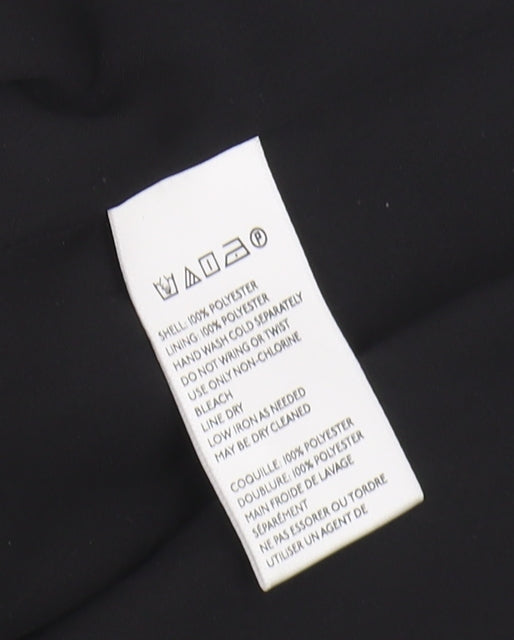 P
SHELL: 100% POLYESTER
LINING: 100% POLYESTER
HAND WASH COLD SEPARATELY
DO NOT WRING OR TWIST
USE ONLY NON-CHLORINE
BLEACH
LINE DRY
LOW IRON AS NEEDED
MAY BE DRY CLEANED
COQUILLE: 100% POLYESTER
DOUBLURE: 100% POLYESTER
MAIN FROIDE DE LAVAGE
SÉPARÉMENT
NE PAS ESSORER OU TORDRE
UTILISER UN AGENT DE